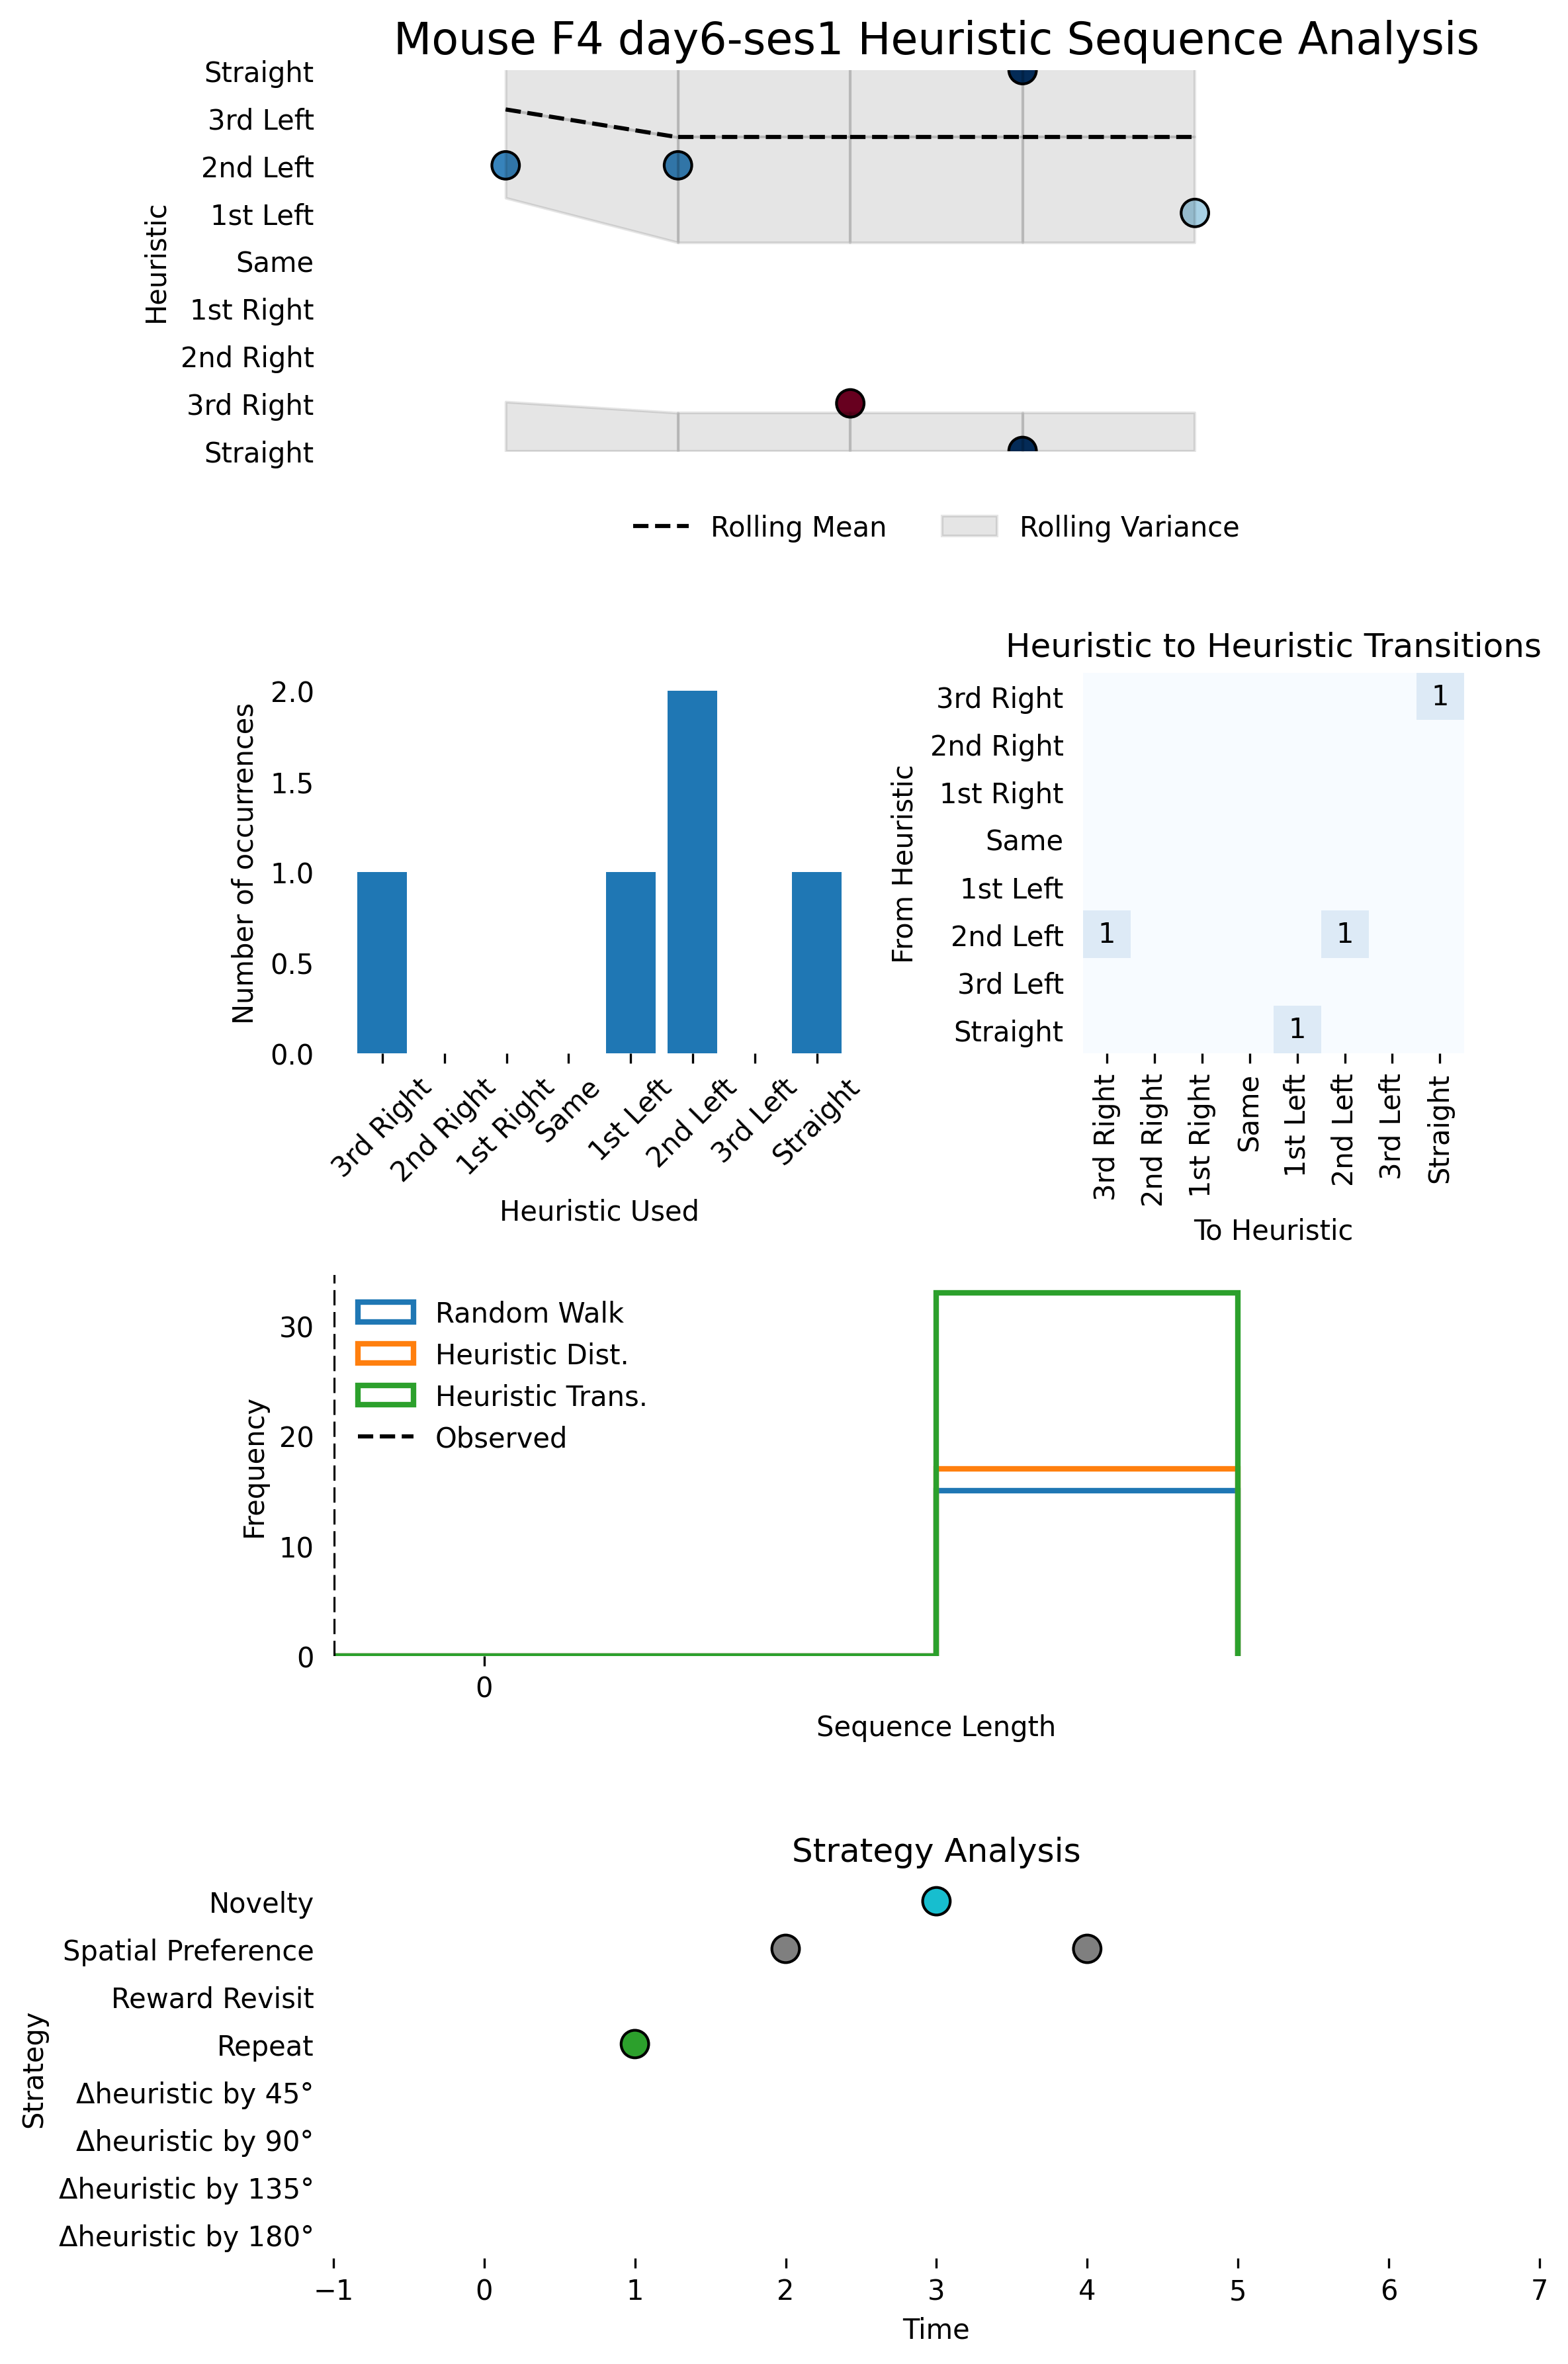 Mouse F4 day6-ses1 Heuristic Sequence Analysis
Straight
3rd Left
2nd Left
1st Left
Same
1st Right
2nd Right
3rd Right
Straight
Heuristic
Rolling Mean
Rolling Variance
2.0
1.5
1.0
0.5
0.0
Number of occurrences
3rd Right
2nd Right
1st Right
Same
1st Left
2nd Left
3rd Left
Straight
Heuristic Used
Heuristic to Heuristic Transitions
3rd Right
2nd Right
1st Right
Same
1st Left
2nd Left
3rd Left
Straight
From Heuristic
1
1
1
1
3rd Right
2nd Right
1st Right
Same
1st Left
2nd Left
3rd Left
Straight
To Heuristic
30
20
10
0
Frequency
Random Walk
Heuristic Dist.
Heuristic Trans.
Observed
0
Sequence Length
Strategy Analysis
Novelty
Spatial Preference
Reward Revisit
Repeat
Δheuristic by 45°
Δheuristic by 90°
Δheuristic by 135°
Δheuristic by 180°
Strategy
−1 0 1 2 3 4 5 6 7
Time